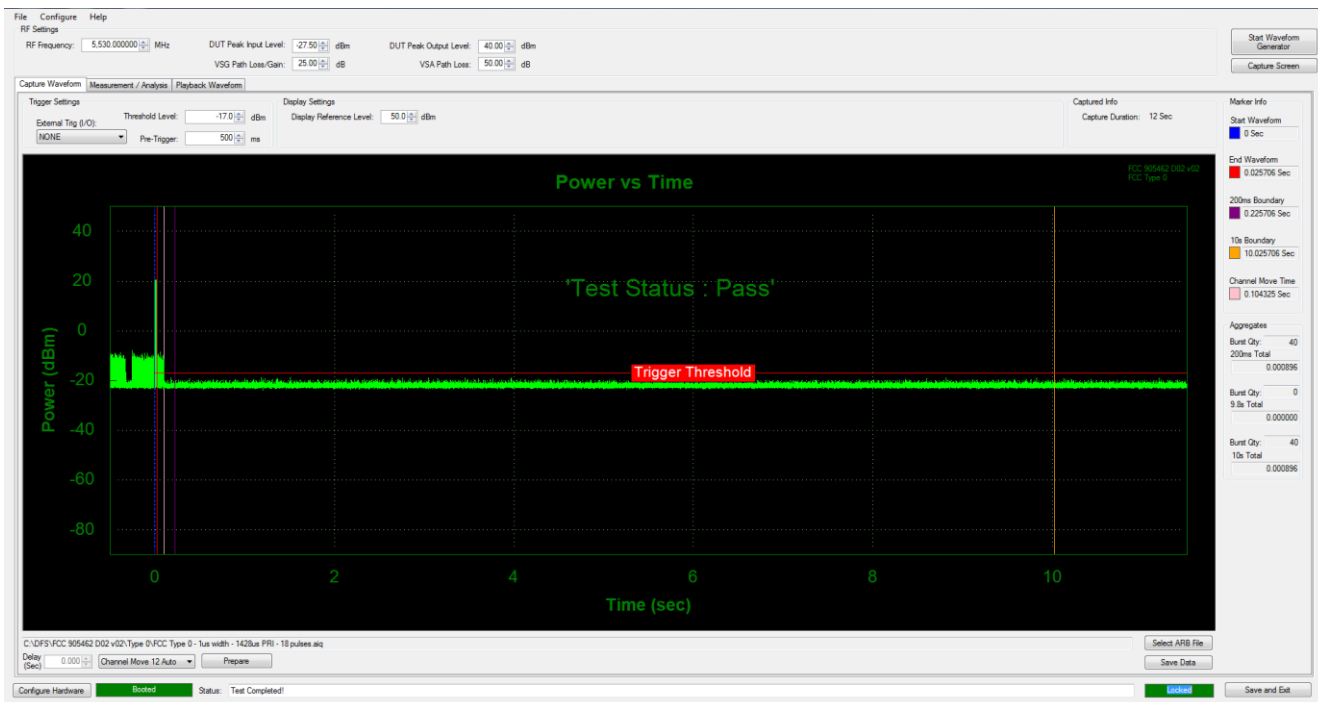 File Configure Help
RF Settings
RF Frequency: 5,530.000000 MHz DUT Peak Input Level: -27.50 dBm DUT Peak Output Level: 40.00 dBm
VSG Path Loss/Gain: 25.00 dB VSA Path Loss: 50.00 dB
Start Waveform Generator
Capture Screen
Capture Waveform Measurement / Analysis Playback Waveform
Trigger Settings
External Trig (I/O):
NONE
Threshold Level: -17.0 dBm
Pre-Trigger: 500 ms
Display Settings
Display Reference Level: 50.0 dBm
Captured Info
Capture Duration: 12 Sec
Power vs Time
FCC 905462 D02 v02
FCC Type 0
'Test Status : Pass'
Trigger Threshold
Power (dBm)
40
20
0
-20
-40
-60
-80
0 2 4 6 8 10
Time (sec)
Marker Info
Start Waveform
0 Sec
End Waveform
0.025706 Sec
200ms Boundary
0.225706 Sec
10s Boundary
10.025706 Sec
Channel Move Time
0.104325 Sec
Aggregates
Burst Qty: 40
200ms Total
0.000896
Burst Qty: 0
9.8s Total
0.000000
Burst Qty: 40
10s Total
0.000896
C:\DFS\FCC 905462 D02 v02\Type 0\FCC Type 0 - 1us width - 1428us PRI - 18 pulses.aiq
Select ARB File
Delay (Sec) 0.000 Channel Move 12 Auto Prepare
Save Data
Configure Hardware Booted Status: Test Completed! Locked Save and Exit